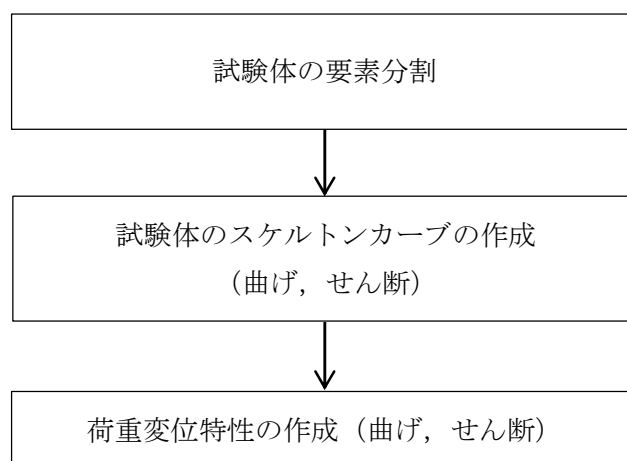 試験体の要素分割
試験体のスケルトンカーブの作成
（曲げ，せん断）
荷重変位特性の作成（曲げ，せん断）